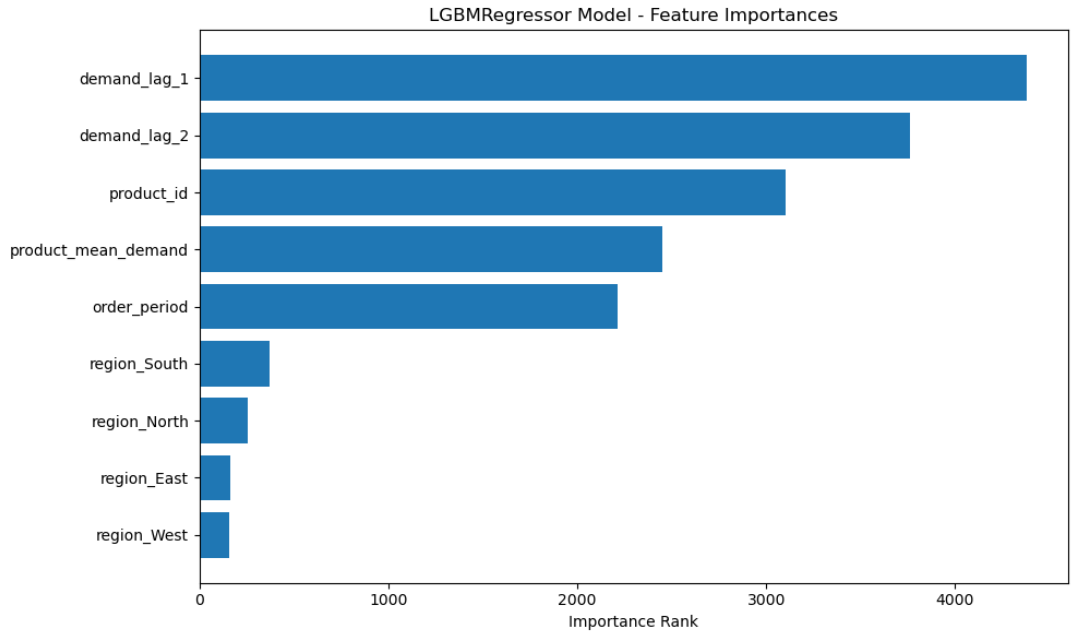 LGBMRegressor Model - Feature Importances
demand_lag_1
demand_lag_2
product_id
product_mean_demand
order_period
region_South
region_North
region_East
region_West
0 1000 2000 3000 4000
Importance Rank